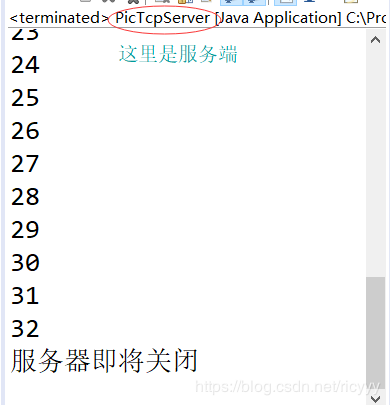 <terminated> PicTcpServer [Java Application] C:\Pro
这里是服务端
23
24
25
26
27
28
29
30
31
32
服务器即将关闭
https://blog.csdn.net/ricyyy